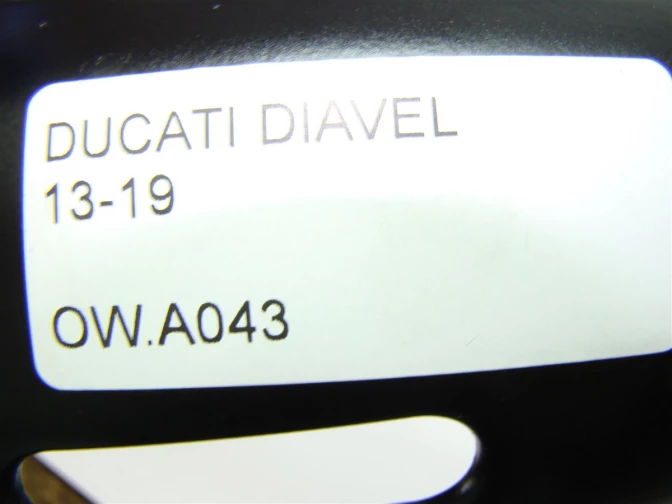 DUCATI DIAVEL
13-19
OW.A043